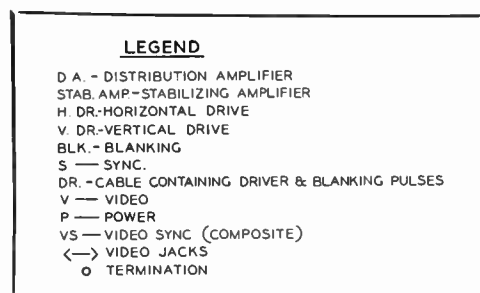 LEGEND
D A. - DISTRIBUTION AMPLIFIER
STAB. AMP.-STABILIZING AMPLIFIER
H. DR.-HORIZONTAL DRIVE
V. DR.-VERTICAL DRIVE
BLK.- BLANKING
S — SYNC.
DR. -CABLE CONTAINING DRIVER & BLANKING PULSES
V — VIDEO
P — POWER
VS — VIDEO SYNC (COMPOSITE)
<—> VIDEO JACKS
o TERMINATION